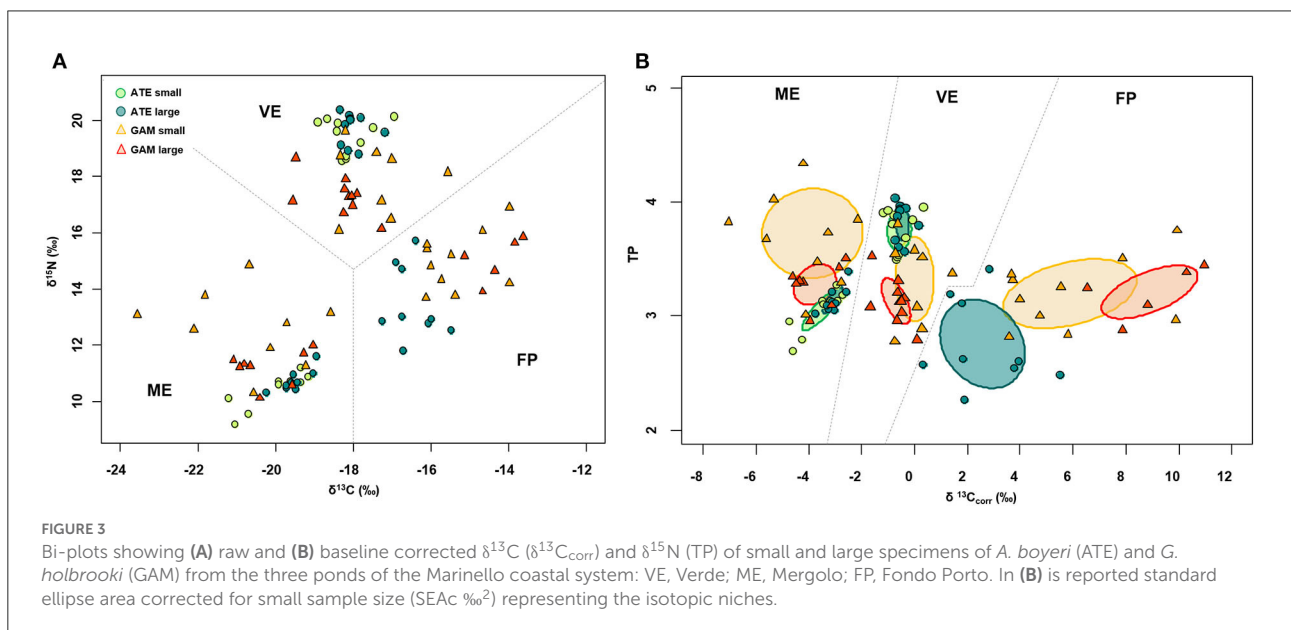 A
B
VE
ATE small
ATE large
GAM small
GAM large
ME
FP
δ¹⁵N (‰)
20
18
16
14
12
10
-24
-22
-20
-18
-16
-14
-12
δ¹³C (‰)
ME
VE
FP
TP
5
4
3
2
-8
-6
-4
-2
0
2
4
6
8
10
12
δ ¹³Ccorr (‰)
FIGURE 3
Bi-plots showing (A) raw and (B) baseline corrected δ¹³C (δ¹³Ccorr) and δ¹⁵N (TP) of small and large specimens of A. boyeri (ATE) and G.
holbrooki (GAM) from the three ponds of the Marinello coastal system: VE, Verde; ME, Mergolo; FP, Fondo Porto. In (B) is reported standard
ellipse area corrected for small sample size (SEAc ‰²) representing the isotopic niches.